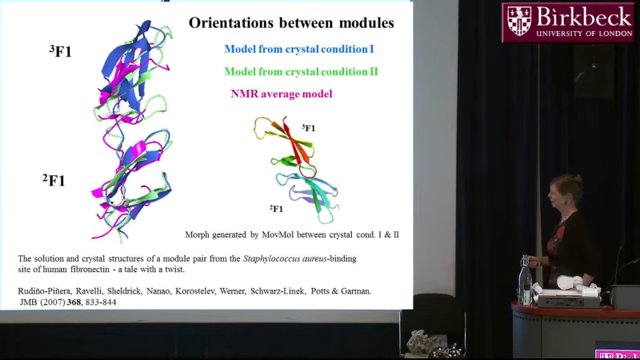 Orientations between modules
³F1
Model from crystal condition I
Model from crystal condition II
NMR average model
³F1
²F1
²F1
Morph generated by MovMol between crystal cond. I & II
The solution and crystal structures of a module pair from the Staphylococcus aureus-binding
site of human fibronectin - a tale with a twist.
Rudiño-Piñera, Ravelli, Sheldrick, Nanao, Korostelev, Werner, Schwarz-Linek, Potts & Garman.
JMB (2007) 368, 833-844
Birkbeck
UNIVERSITY OF LONDON